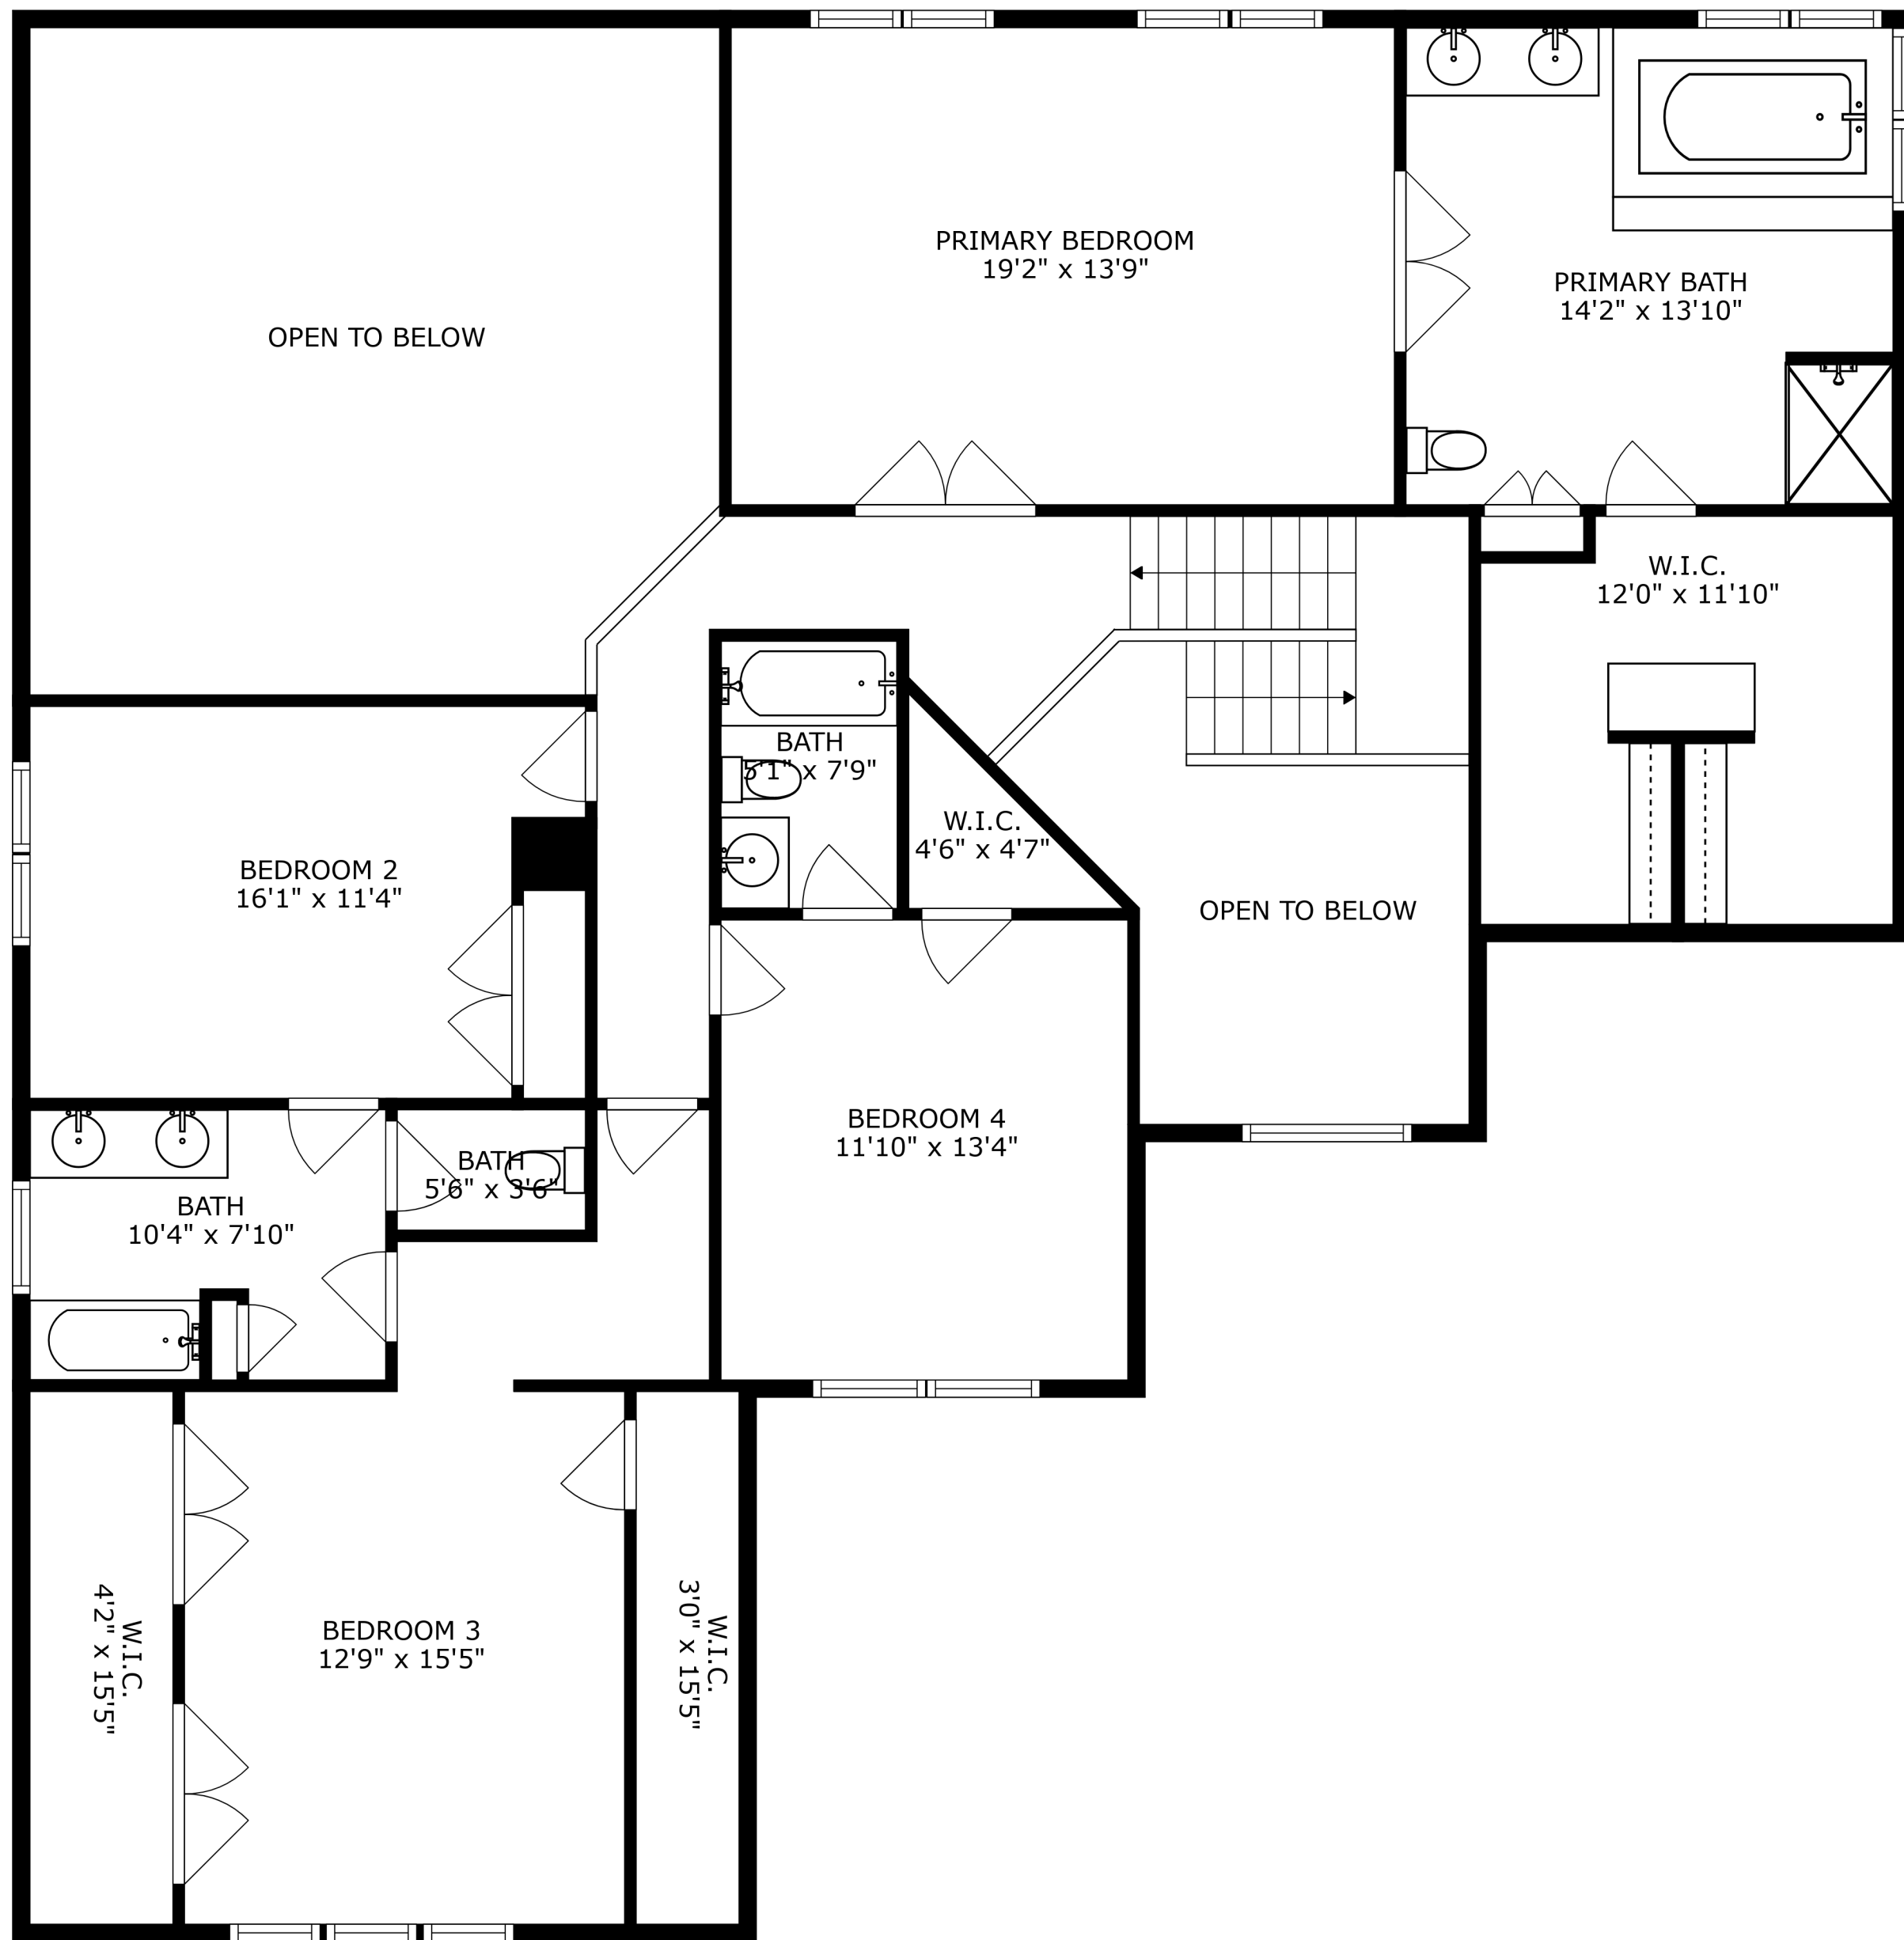 PRIMARY BEDROOM
19'2" x 13'9"
PRIMARY BATH
14'2" x 13'10"
OPEN TO BELOW
W.I.C.
12'0" x 11'10"
BATH
5'1" x 7'9"
W.I.C.
4'6" x 4'7"
BEDROOM 2
16'1" x 11'4"
OPEN TO BELOW
BEDROOM 4
11'10" x 13'4"
BATH
5'6" x 3'6"
BATH
10'4" x 7'10"
W.I.C.
4'2" x 15'5"
BEDROOM 3
12'9" x 15'5"
W.I.C.
3'0" x 15'5"